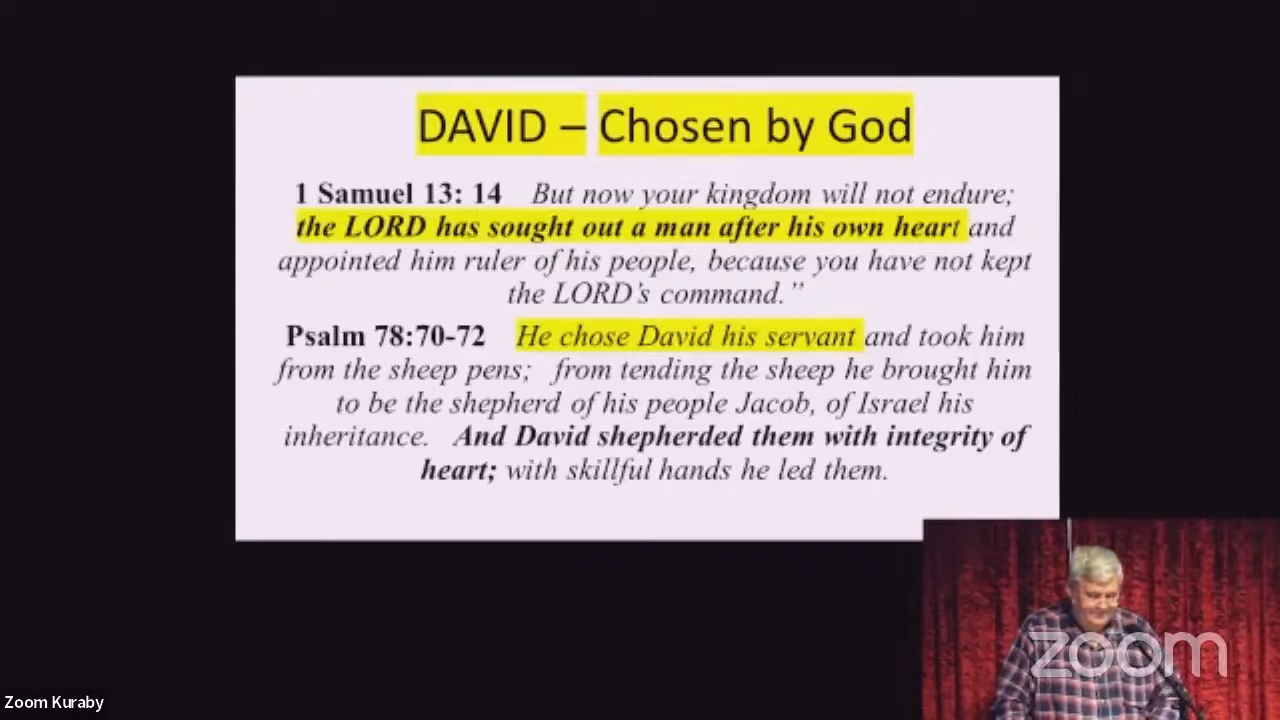 DAVID – Chosen by God
1 Samuel 13: 14 But now your kingdom will not endure;
the LORD has sought out a man after his own heart and
appointed him ruler of his people, because you have not kept
the LORD's command.”
Psalm 78:70-72 He chose David his servant and took him
from the sheep pens; from tending the sheep he brought him
to be the shepherd of his people Jacob, of Israel his
inheritance. And David shepherded them with integrity of
heart; with skillful hands he led them.
zoom
Zoom Kuraby